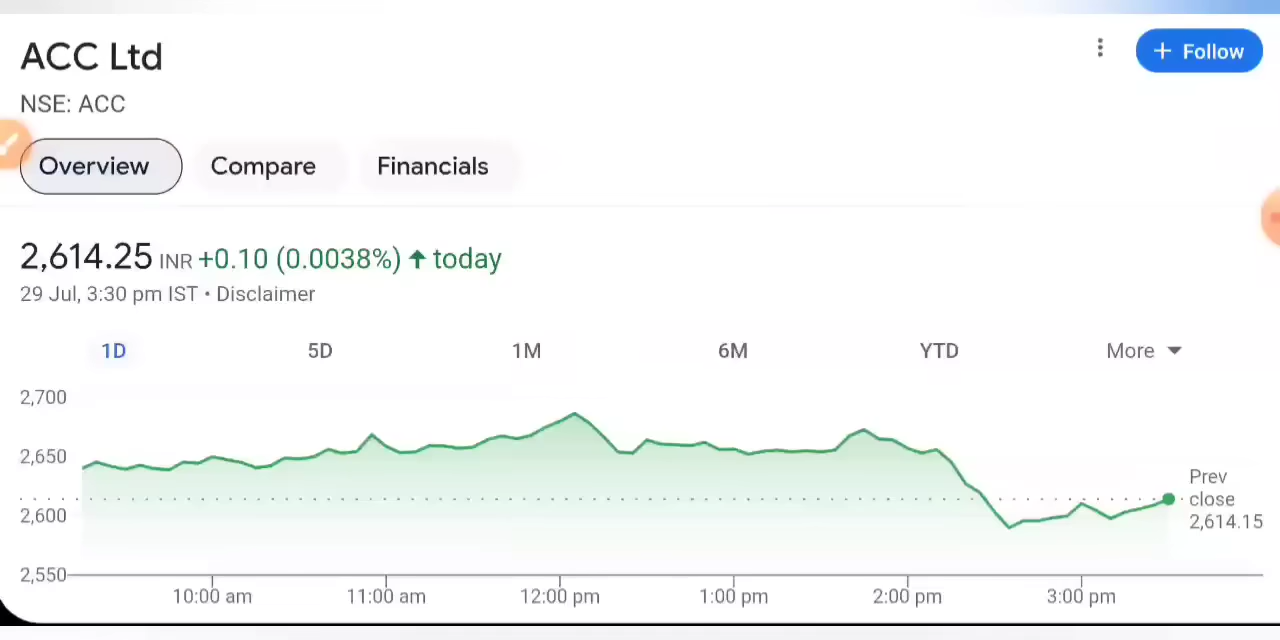 ACC Ltd
+ Follow
NSE: ACC
Overview Compare Financials
2,614.25 INR +0.10 (0.0038%) ↑ today
29 Jul, 3:30 pm IST • Disclaimer
1D 5D 1M 6M YTD More
2,700
2,650
2,600
2,550
Prev
close
2,614.15
10:00 am 11:00 am 12:00 pm 1:00 pm 2:00 pm 3:00 pm